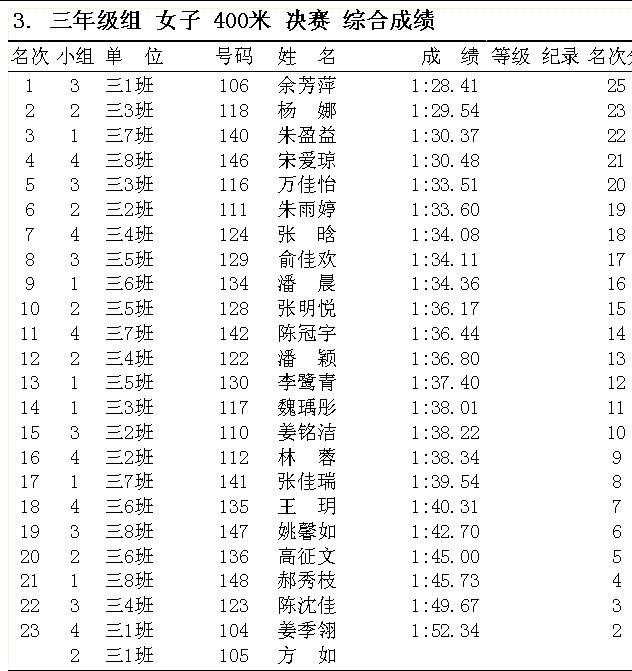 3. 三年级组 女子 400米 决赛 综合成绩
名次 小组 单 位 号码 姓 名 成 绩 等级 纪录 名次
1 3 三1班 106 余芳萍 1:28.41 25
2 2 三3班 118 杨 娜 1:29.54 23
3 1 三7班 140 朱盈益 1:30.37 22
4 4 三8班 146 宋爱琼 1:30.48 21
5 3 三3班 116 万佳怡 1:33.51 20
6 2 三2班 111 朱雨婷 1:33.60 19
7 4 三4班 124 张 晗 1:34.08 18
8 3 三5班 129 俞佳欢 1:34.11 17
9 1 三6班 134 潘 晨 1:34.36 16
10 2 三5班 128 张明悦 1:36.17 15
11 4 三7班 142 陈冠宇 1:36.44 14
12 2 三4班 122 潘 颖 1:36.80 13
13 1 三5班 130 李鹭青 1:37.40 12
14 1 三3班 117 魏瑀彤 1:38.01 11
15 3 三2班 110 姜铭洁 1:38.22 10
16 4 三2班 112 林 蓉 1:38.34 9
17 1 三7班 141 张佳瑞 1:39.54 8
18 4 三6班 135 王 玥 1:40.31 7
19 3 三8班 147 姚馨如 1:42.70 6
20 2 三6班 136 高征文 1:45.00 5
21 1 三8班 148 郝秀枝 1:45.73 4
22 3 三4班 123 陈沈佳 1:49.67 3
23 4 三1班 104 姜季翎 1:52.34 2
2 三1班 105 方 如